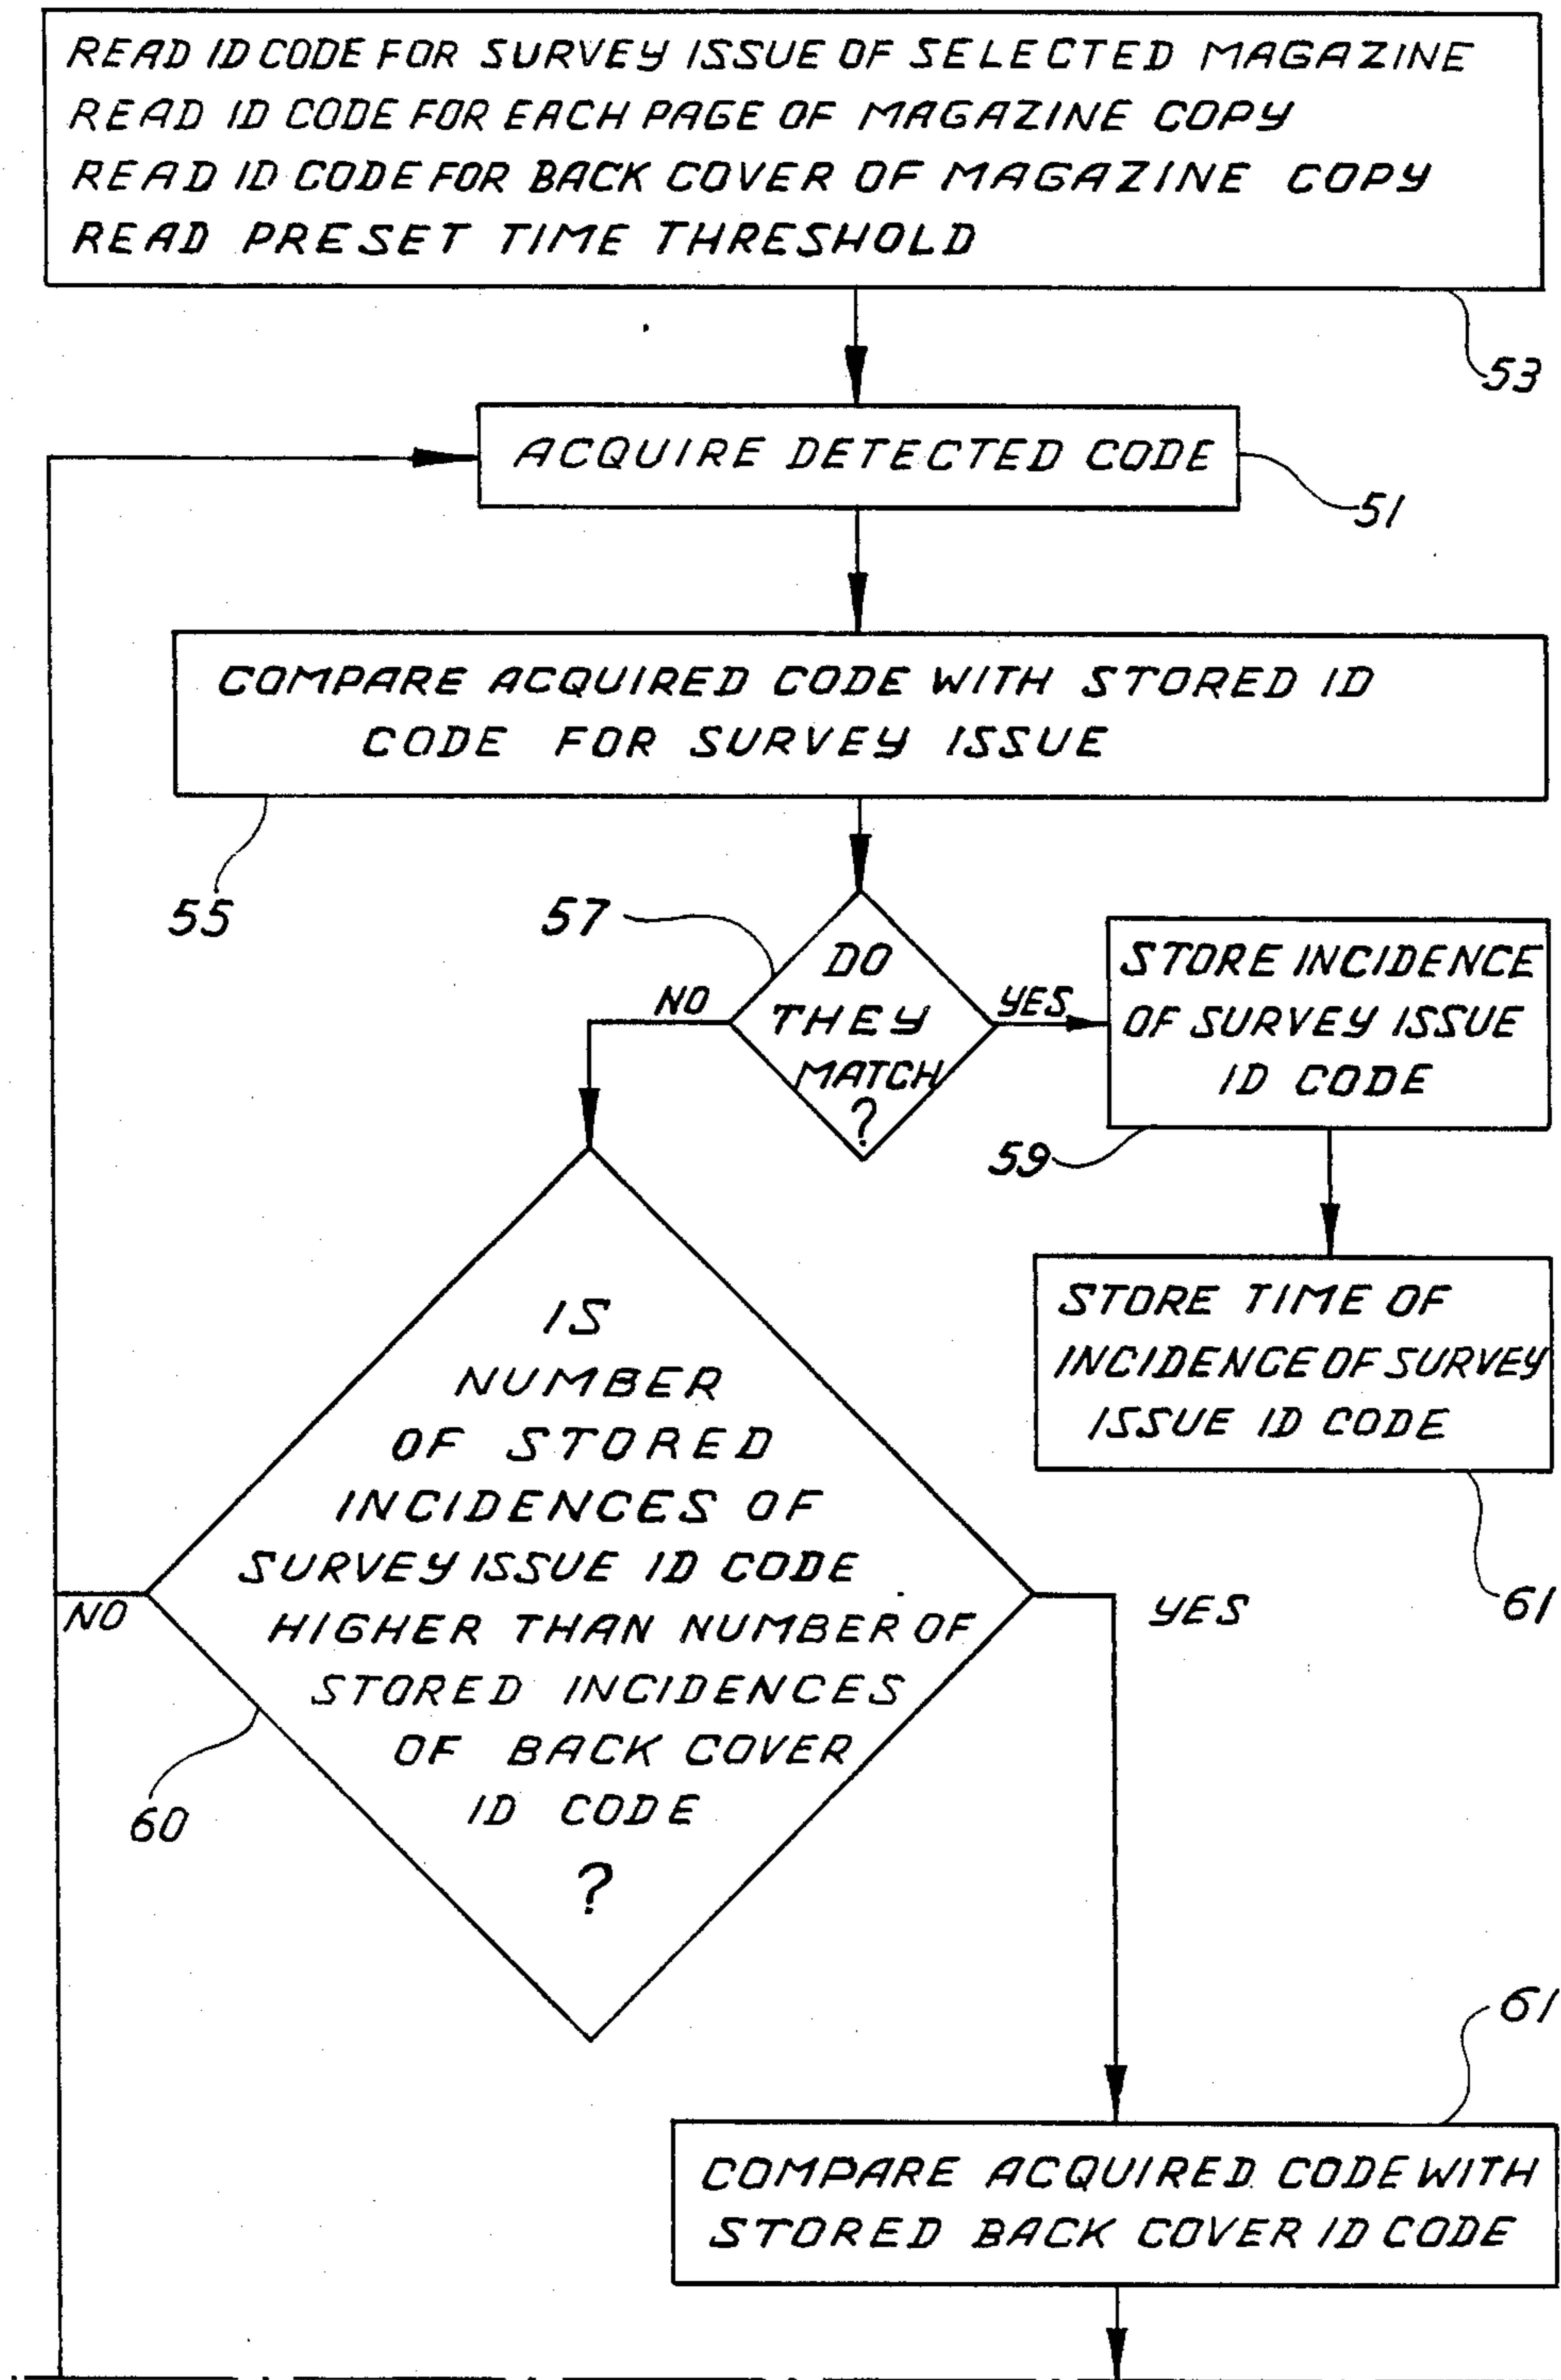 READ ID CODE FOR SURVEY ISSUE OF SELECTED MAGAZINE
READ ID CODE FOR EACH PAGE OF MAGAZINE COPY
READ ID CODE FOR BACK COVER OF MAGAZINE COPY
READ PRESET TIME THRESHOLD
53
ACQUIRE DETECTED CODE
51
COMPARE ACQUIRED CODE WITH STORED ID
CODE FOR SURVEY ISSUE
55
57
DO
THEY
MATCH
?
NO
YES
STORE INCIDENCE
OF SURVEY ISSUE
ID CODE
59
STORE TIME OF
INCIDENCE OF SURVEY
ISSUE ID CODE
61
IS
NUMBER
OF STORED
INCIDENCES OF
SURVEY ISSUE ID CODE
HIGHER THAN NUMBER OF
STORED INCIDENCES
OF BACK COVER
ID CODE
?
NO
YES
60
61
COMPARE ACQUIRED CODE WITH
STORED BACK COVER ID CODE